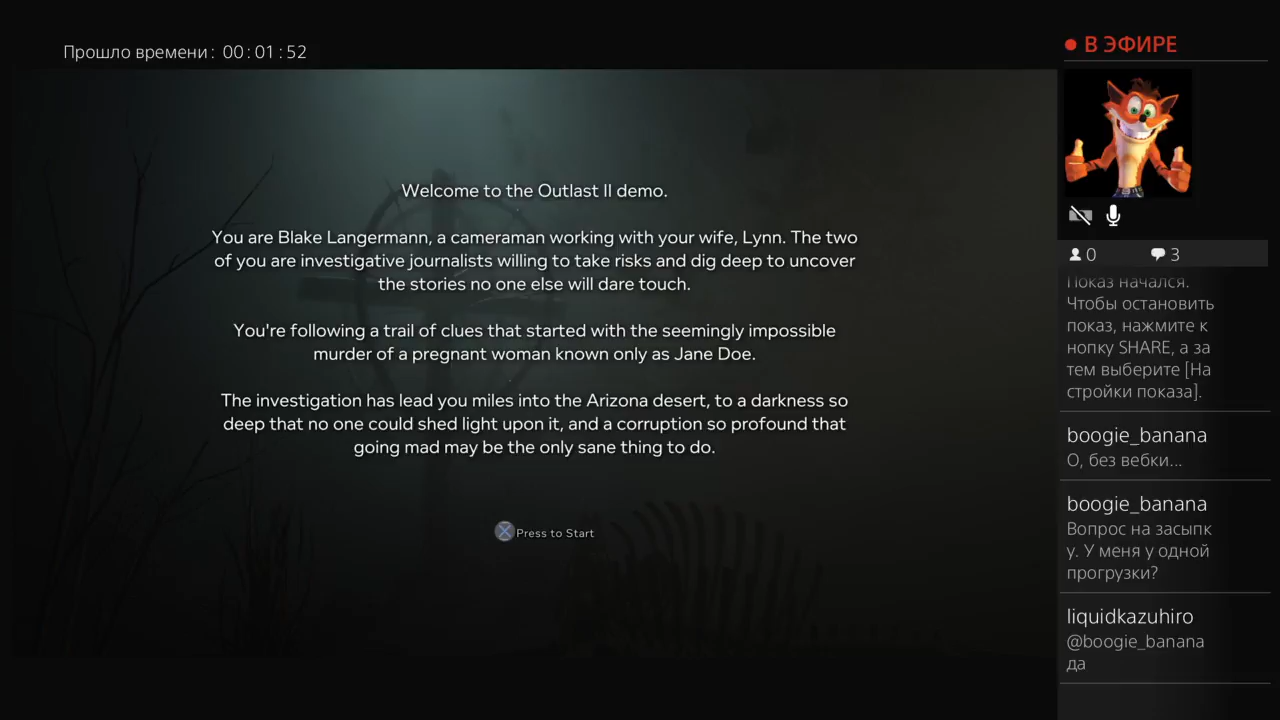 Прошло времени: 00:01:52
Welcome to the Outlast II demo.
You are Blake Langermann, a cameraman working with your wife, Lynn. The two
of you are investigative journalists willing to take risks and dig deep to uncover
the stories no one else will dare touch.
You're following a trail of clues that started with the seemingly impossible
murder of a pregnant woman known only as Jane Doe.
The investigation has lead you miles into the Arizona desert, to a darkness so
deep that no one could shed light upon it, and a corruption so profound that
going mad may be the only sane thing to do.
Press to Start
В ЭФИРЕ
0 3
Показ начался.
Чтобы остановить
показ, нажмите к
нопку SHARE, а за
тем выберите [На
стройки показа].
boogie_banana
О, без вебки...
boogie_banana
Вопрос на засыпк
у. У меня у одной
прогрузки?
liquidkazuhiro
@boogie_banana
да